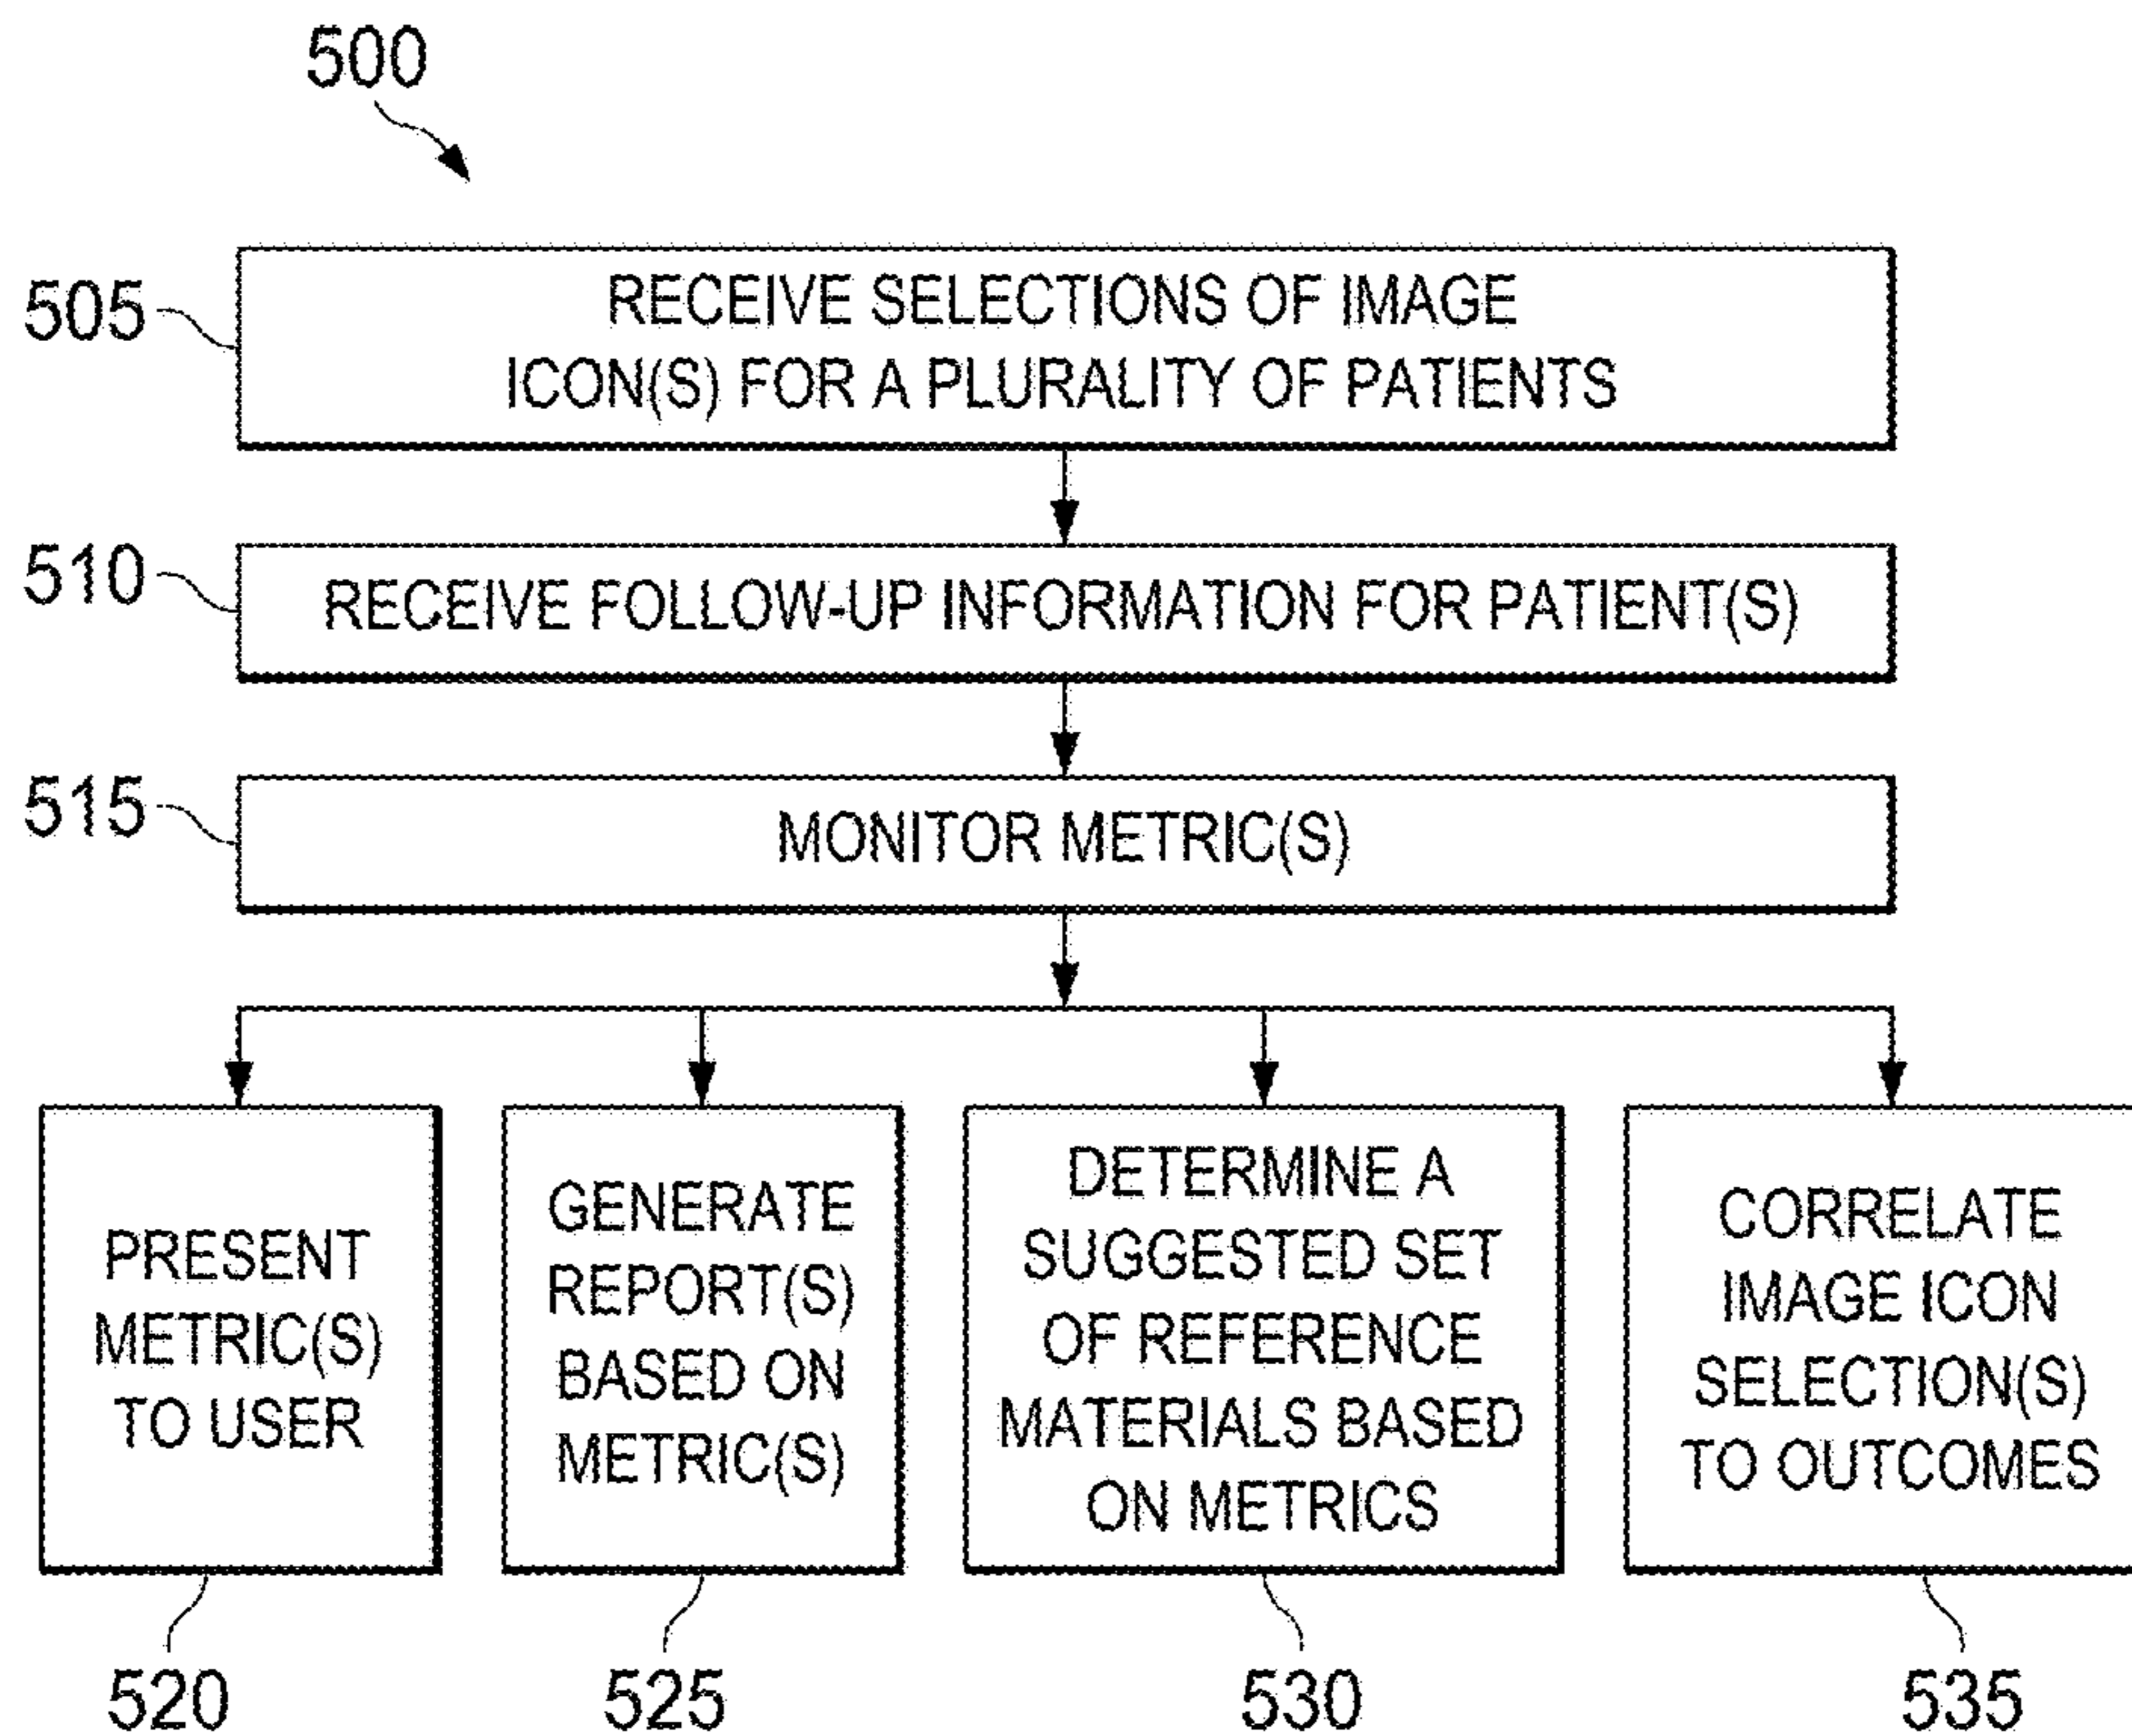 500
505
RECEIVE SELECTIONS OF IMAGE
ICON(S) FOR A PLURALITY OF PATIENTS
510
RECEIVE FOLLOW-UP INFORMATION FOR PATIENT(S)
515
MONITOR METRIC(S)
PRESENT
METRIC(S)
TO USER
GENERATE
REPORT(S)
BASED ON
METRIC(S)
DETERMINE A
SUGGESTED SET
OF REFERENCE
MATERIALS BASED
ON METRICS
CORRELATE
IMAGE ICON
SELECTION(S)
TO OUTCOMES
520
525
530
535